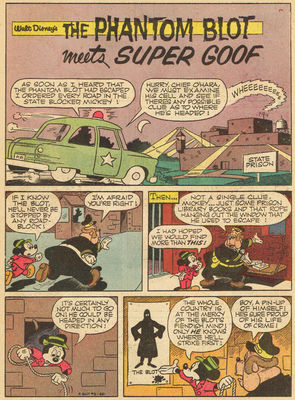 Walt Disney's
THE PHANTOM BLOT
meets SUPER GOOF
AS SOON AS I HEARD THAT
THE PHANTOM BLOT HAD ESCAPED
I ORDERED EVERY ROAD IN THE
STATE BLOCKED, MICKEY!
HURRY, CHIEF O'HARA,
WE MUST EXAMINE
HIS CELL AND SEE IF
THERE'S ANY POSSIBLE
CLUE AS TO WHERE
HE'S HEADED!
WHEEEEEEEE
STATE
PRISON
IF I KNOW
THE BLOT,
HE'LL NEVER BE
STOPPED BY
ANY ROAD-
BLOCK!
I'M AFRAID
YOU'RE RIGHT!
THEN...
NOT A SINGLE CLUE,
MICKEY... JUST SOME PRISON
LIBRARY BOOKS AND THAT ROPE
HANGING OUT THE WINDOW THAT
HE USED TO ESCAPE!
I HAD HOPED
WE WOULD FIND
MORE THAN THIS!
IT'S CERTAINLY
NOT MUCH TO GO
ON! HE COULD BE
HEADED IN ANY
DIRECTION!
THE WHOLE
COUNTRY IS
AT THE MERCY
OF THE BLOT'S
FIENDISH MIND!
ONLY HE KNOWS
WHERE HE'LL
STRIKE FIRST!
THE BLOT
BOY, A PIN-UP
OF HIMSELF!
HE'S SURE PROUD
OF HIS LIFE
OF CRIME!